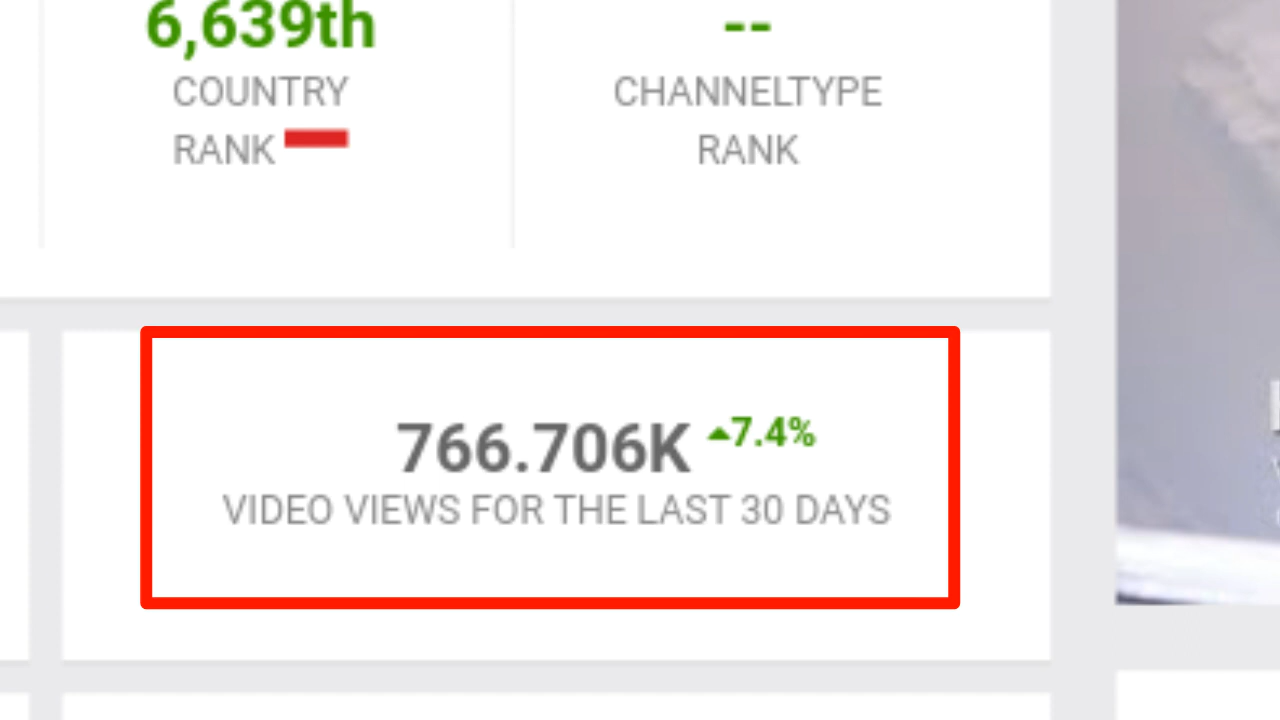 6,639th
COUNTRY
RANK
--
CHANNELTYPE
RANK
766.706K 7.4%
VIDEO VIEWS FOR THE LAST 30 DAYS